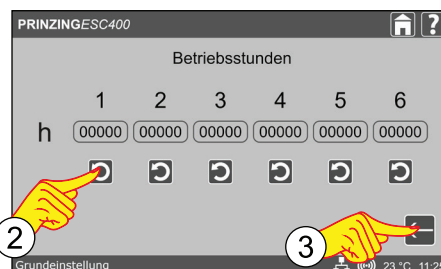 PRINZINGESC400
?
Betriebsstunden
1 2 3 4 5 6
h 00000 00000 00000 00000 00000 00000
2
3
Grundeinstellung 23 °C 11:25